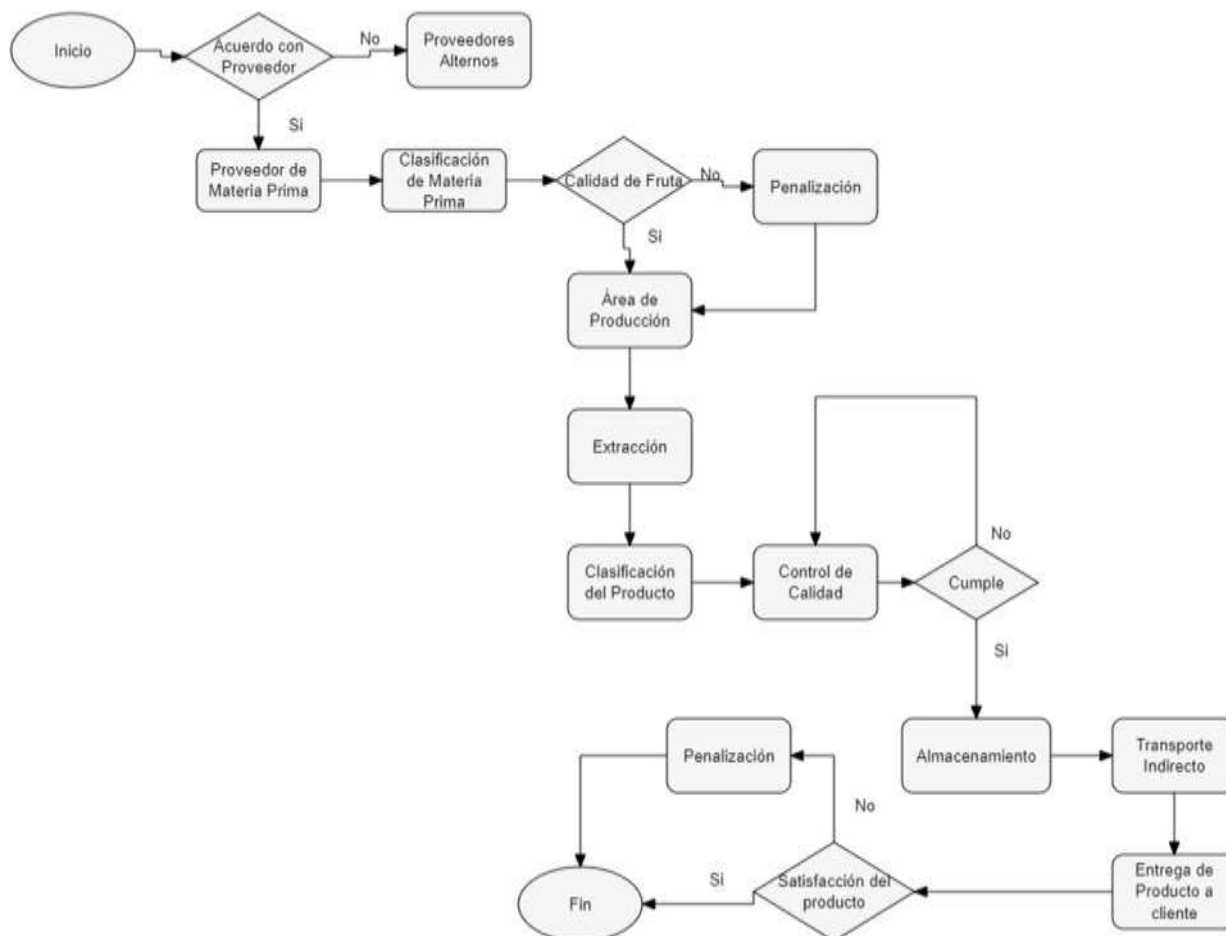 Inicio
Acuerdo con
Proveedor
No
Proveedores
Alternos
Si
Proveedor de
Materia Prima
Clasificación
de Materia
Prima
Calidad de Fruta
No
Penalización
Si
Área de
Producción
Extracción
Clasificación
del Producto
Control de
Calidad
No
Cumple
Si
Almacenamiento
Transporte
Indirecto
Entrega de
Producto a
cliente
Satisfacción del
producto
No
Penalización
Si
Fin